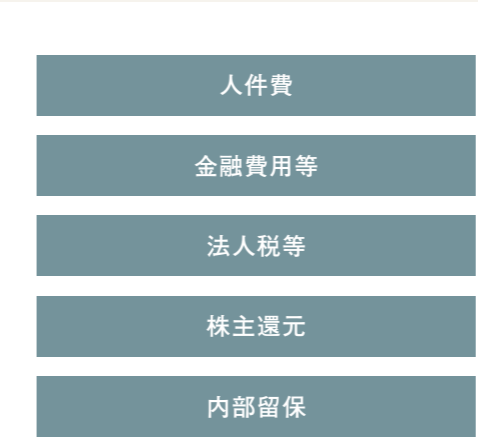 人件費
金融費用等
法人税等
株主還元
内部留保